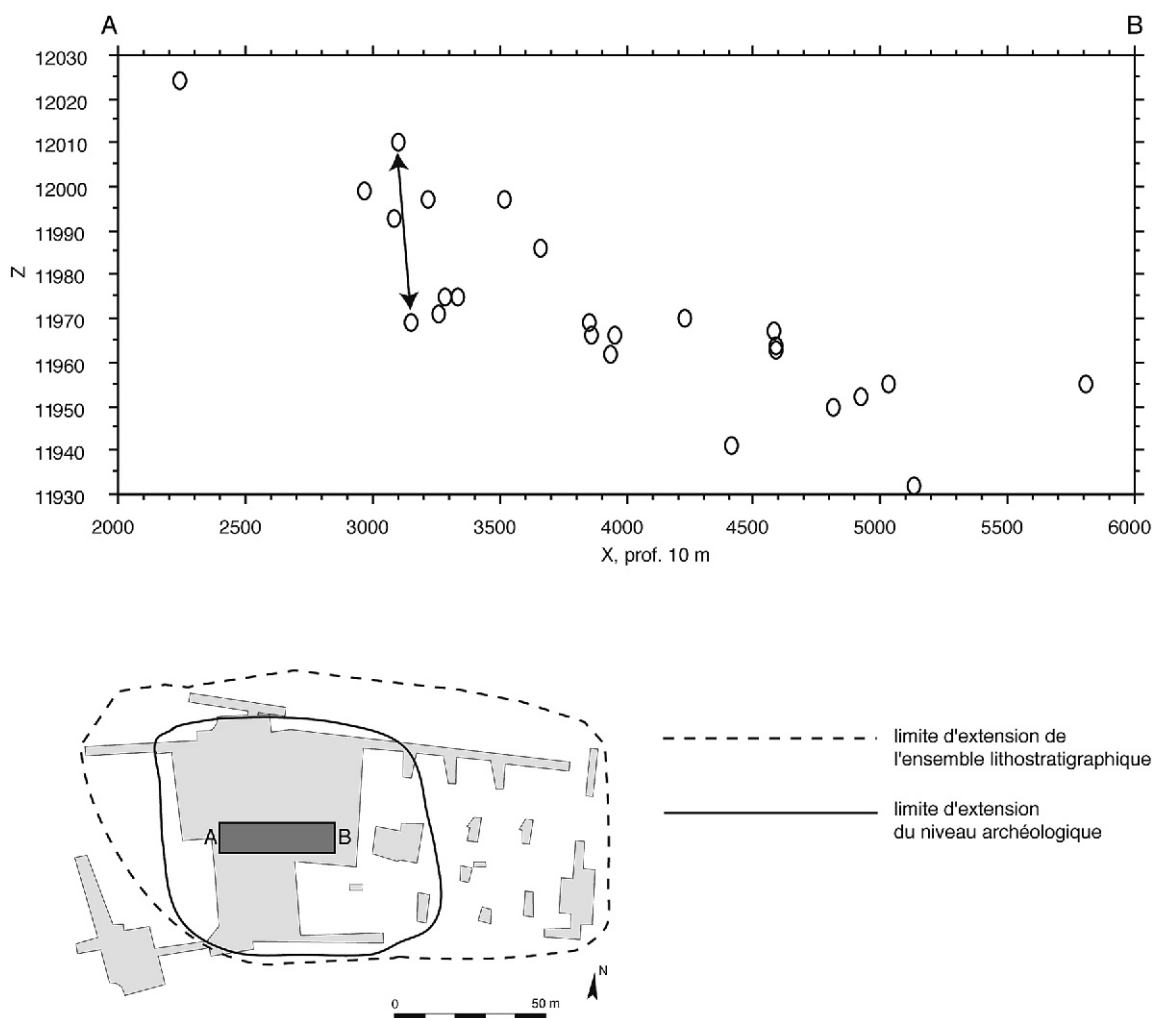 A B
12030
12020
12010
12000
11990
Z
11980
11970
11960
11950
11940
11930
2000 2500 3000 3500 4000 4500 5000 5500 6000
X, prof. 10 m
limite d'extension de
l'ensemble lithostratigraphique
limite d'extension
du niveau archéologique
A B
N
0 50 m